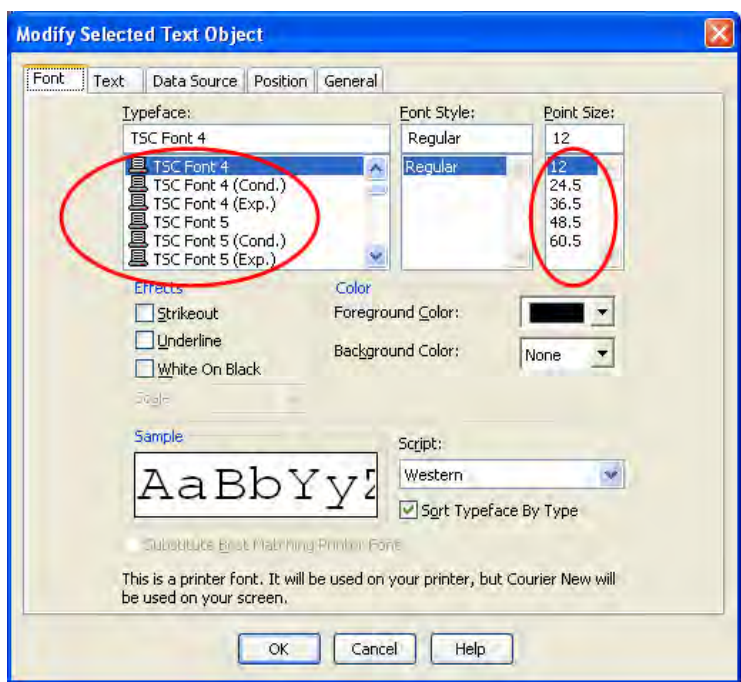 Modify Selected Text Object
Font Text Data Source Position General
Typeface: Font Style: Point Size:
TSC Font 4 Regular 12
TSC Font 4 Regular 12
TSC Font 4 (Cond.) 24.5
TSC Font 4 (Exp.) 36.5
TSC Font 5 48.5
TSC Font 5 (Cond.) 60.5
TSC Font 5 (Exp.)
Effects Color
Strikeout Foreground Color:
Underline
Background Color: None
White On Black
Scale
Sample Script:
AaBbYyZ Western
Sort Typeface By Type
Substitute Best Matching Printer Font
This is a printer font. It will be used on your printer, but Courier New will
be used on your screen.
OK Cancel Help